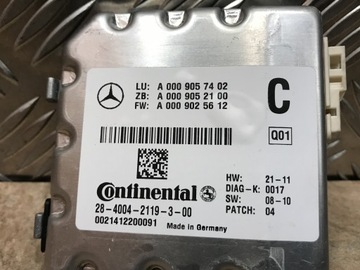 LU: A 000 905 74 02
ZB: A 000 905 21 00
FW: A 000 902 56 12
C
Q01
Continental
HW: 21-11
DIAG-K: 0017
SW: 08-10
PATCH: 04
28-4004-2119-3-00
0021412200091 Made in Germany